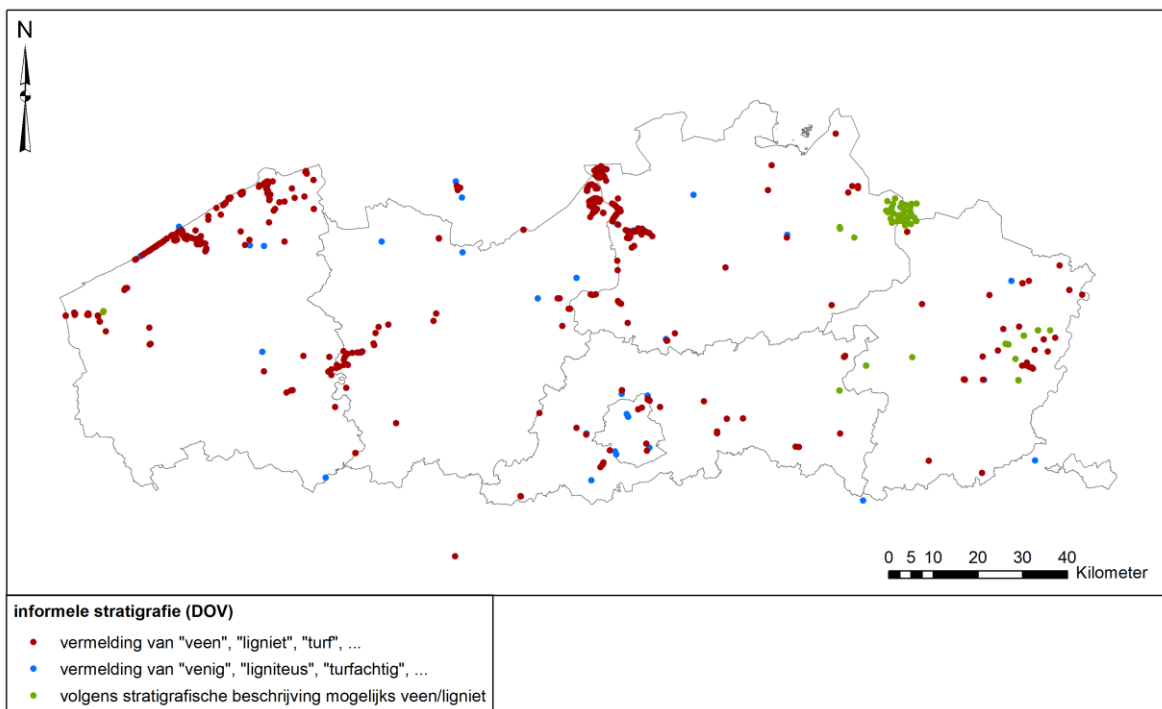 N
0 5 10 20 30 40
Kilometer
informele stratigrafie (DOV)
vermelding van "veen", "ligniet", "turf", ...
vermelding van "venig", "ligniteus", "turfachtig", ...
volgens stratigrafische beschrijving mogelijks veen/ligniet